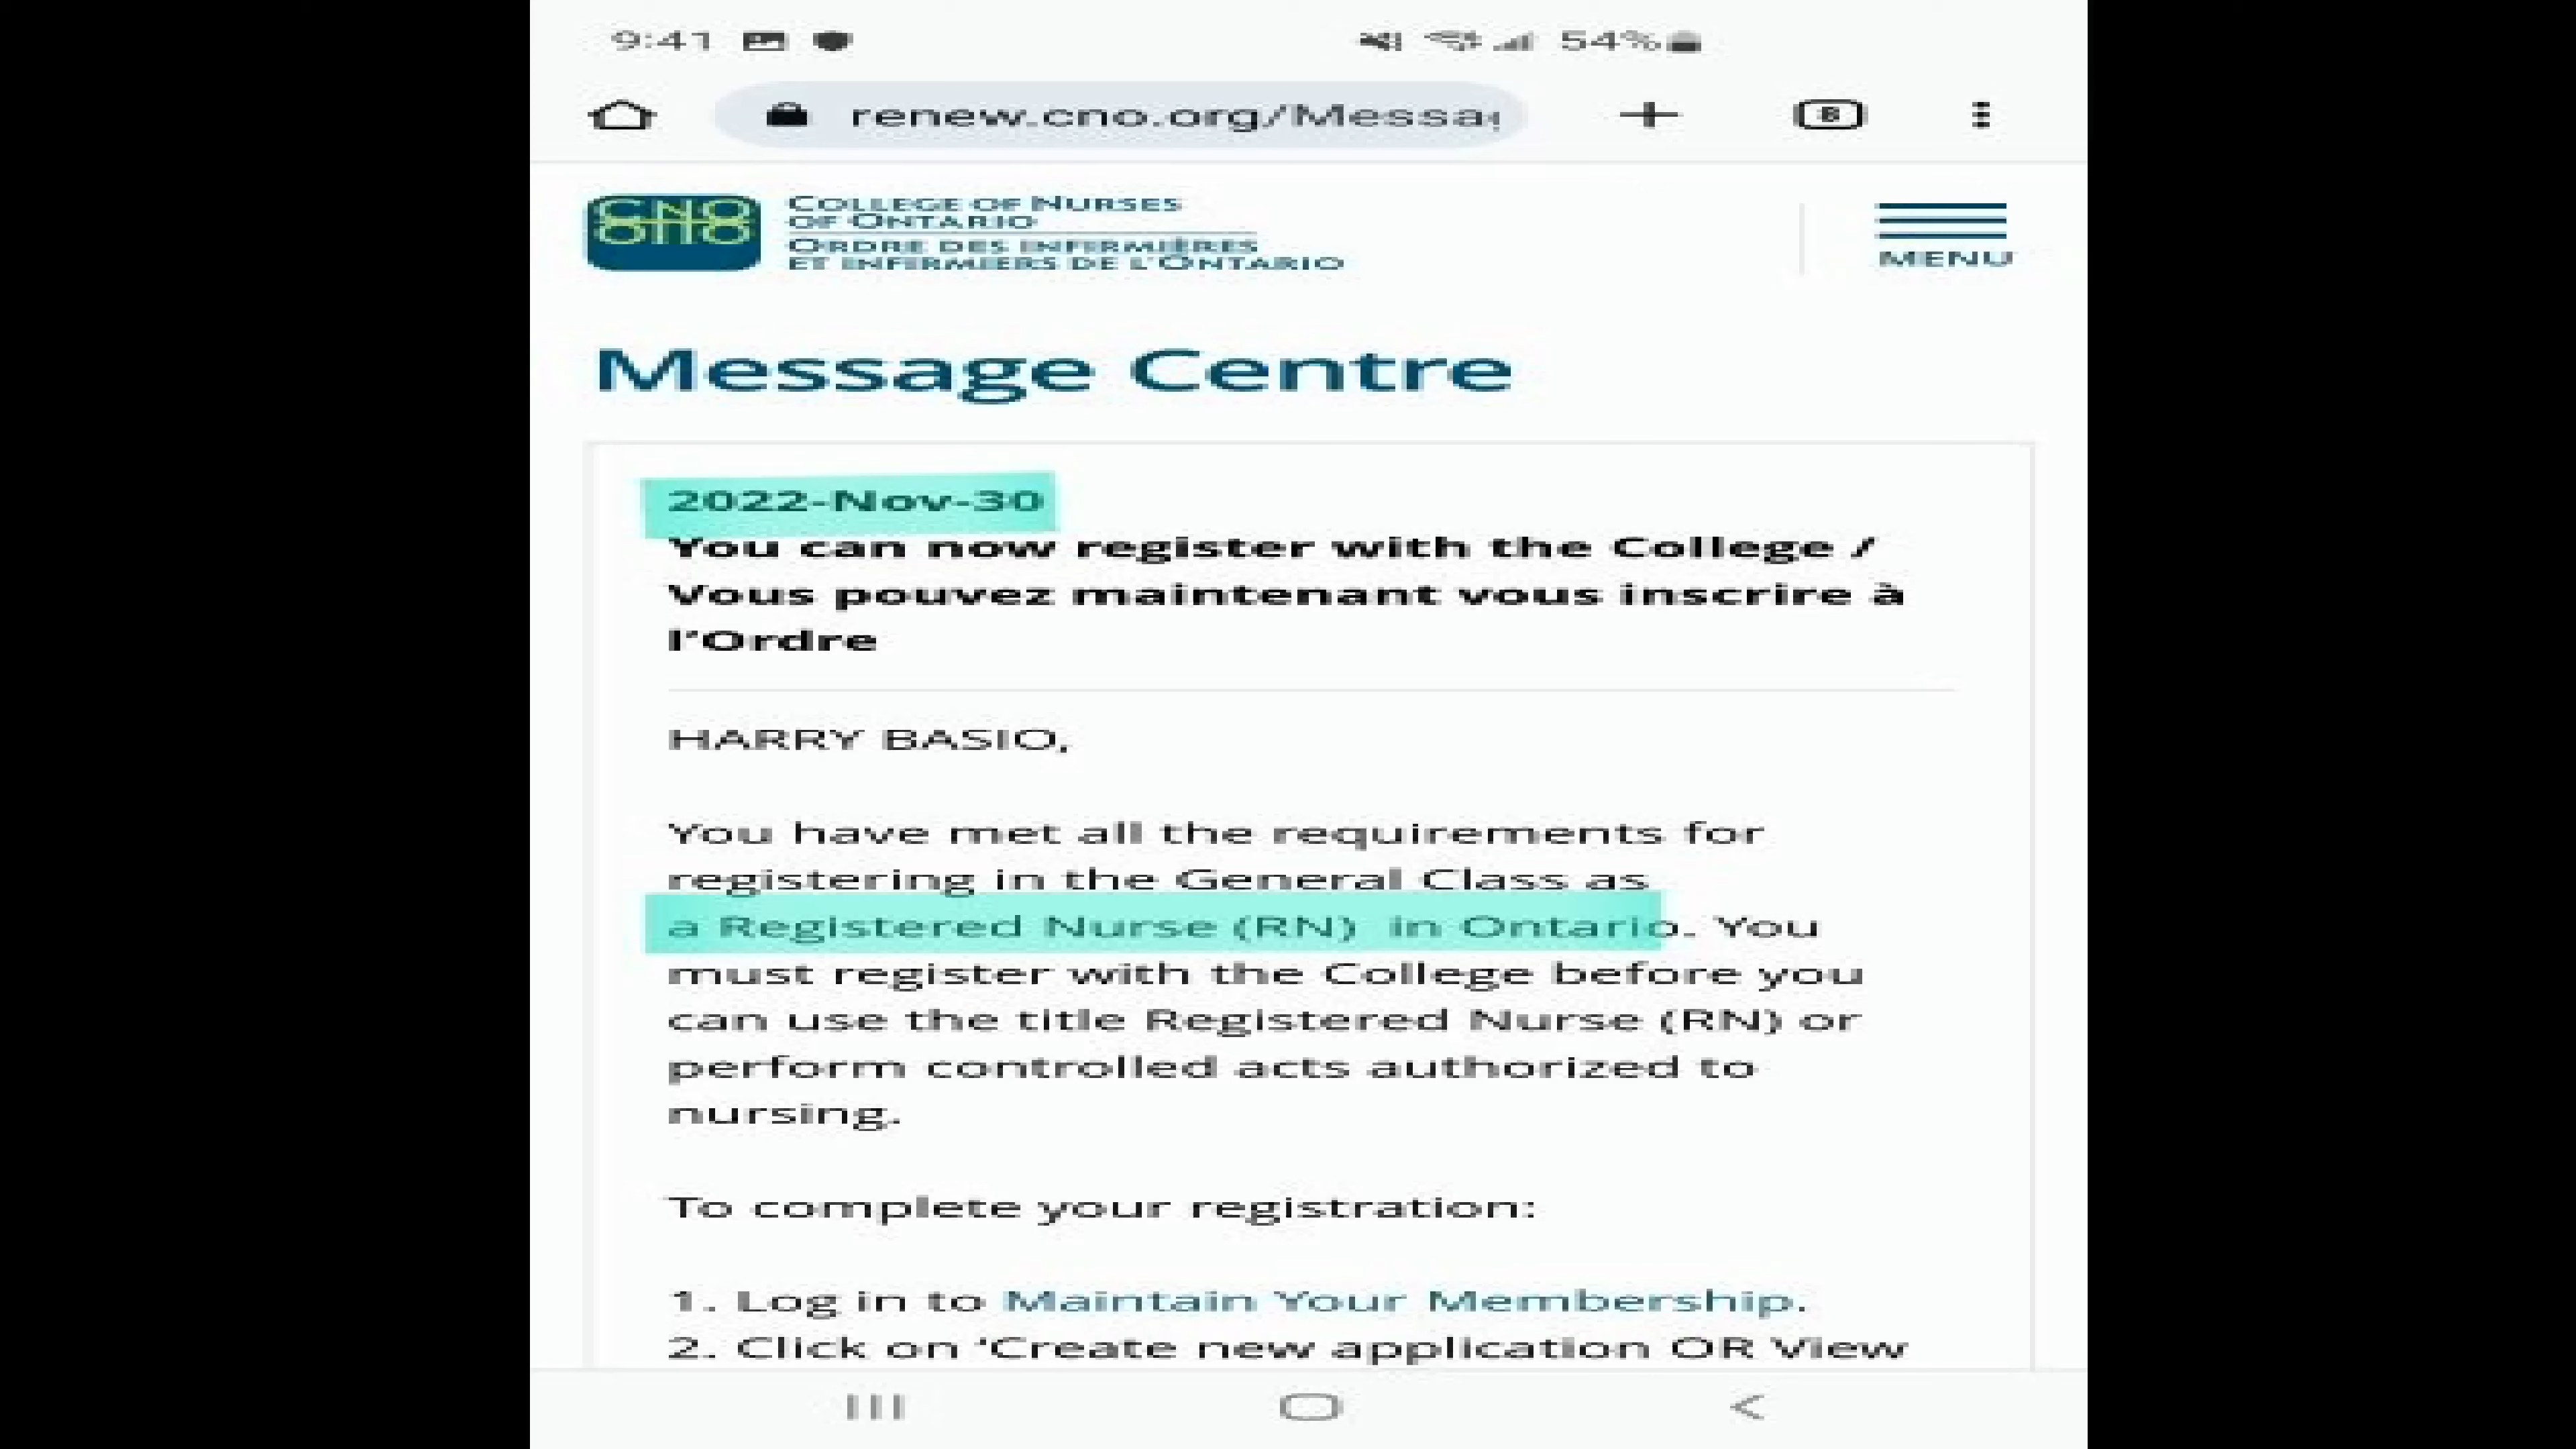 9:41
54%
renew.cno.org/Messag
8
CNO
OIIO
COLLEGE OF NURSES
OF ONTARIO
ORDRE DES INFIRMIÈRES
ET INFIRMIERS DE L'ONTARIO
MENU
Message Centre
2022-Nov-30
You can now register with the College /
Vous pouvez maintenant vous inscrire à
l'Ordre
HARRY BASIO,
You have met all the requirements for
registering in the General Class as
a Registered Nurse (RN) in Ontario. You
must register with the College before you
can use the title Registered Nurse (RN) or
perform controlled acts authorized to
nursing.
To complete your registration:
1. Log in to Maintain Your Membership.
2. Click on 'Create new application OR View